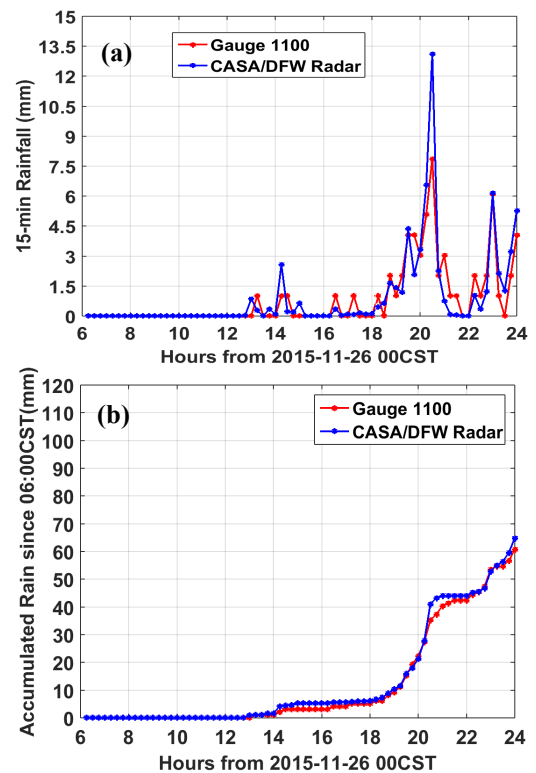 15
13.5
12
10.5
9
7.5
6
4.5
3
1.5
0
15-min Rainfall (mm)
(a)
Gauge 1100
CASA/DFW Radar
6 8 10 12 14 16 18 20 22 24
Hours from 2015-11-26 00CST
120
110
100
90
80
70
60
50
40
30
20
10
0
Accumulated Rain since 06:00CST(mm)
(b)
Gauge 1100
CASA/DFW Radar
6 8 10 12 14 16 18 20 22 24
Hours from 2015-11-26 00CST